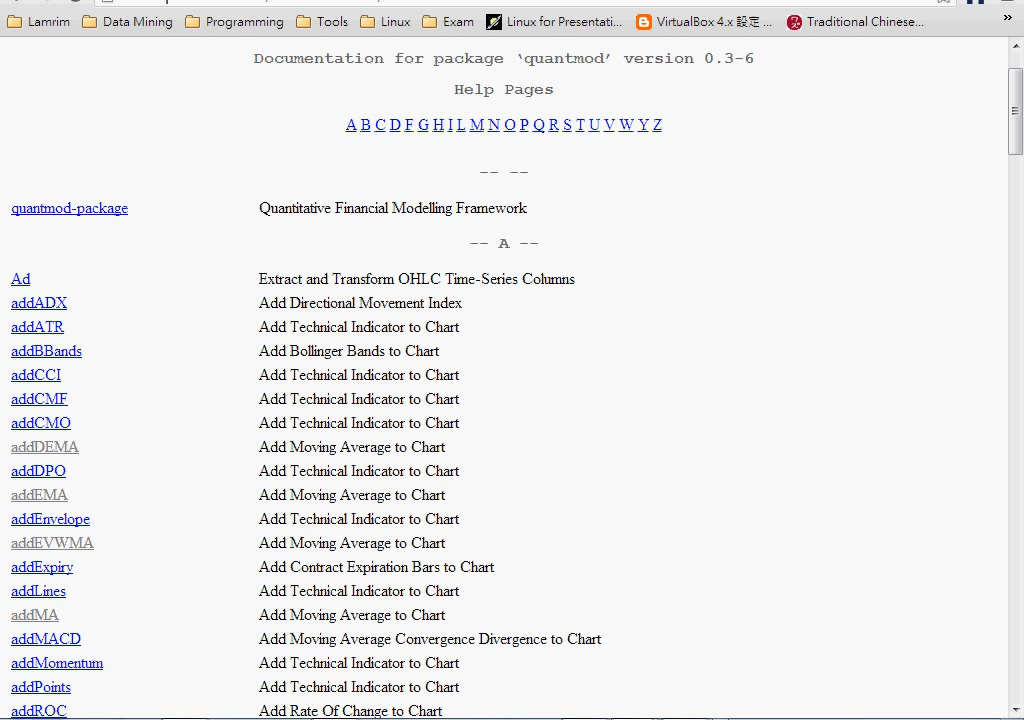 Lamrim Data Mining Programming Tools Linux Exam Linux for Presentati... VirtualBox 4.x 設定 ... Traditional Chinese... »
Documentation for package ‘quantmod’ version 0.3-6
Help Pages
A B C D F G H I L M N O P Q R S T U V W Y Z
-- --
quantmod-package Quantitative Financial Modelling Framework
-- A --
Ad Extract and Transform OHLC Time-Series Columns
addADX Add Directional Movement Index
addATR Add Technical Indicator to Chart
addBBands Add Bollinger Bands to Chart
addCCI Add Technical Indicator to Chart
addCMF Add Technical Indicator to Chart
addCMO Add Technical Indicator to Chart
addDEMA Add Moving Average to Chart
addDPO Add Technical Indicator to Chart
addEMA Add Moving Average to Chart
addEnvelope Add Technical Indicator to Chart
addEVWMA Add Moving Average to Chart
addExpiry Add Contract Expiration Bars to Chart
addLines Add Technical Indicator to Chart
addMA Add Moving Average to Chart
addMACD Add Moving Average Convergence Divergence to Chart
addMomentum Add Technical Indicator to Chart
addPoints Add Technical Indicator to Chart
addROC Add Rate Of Change to Chart